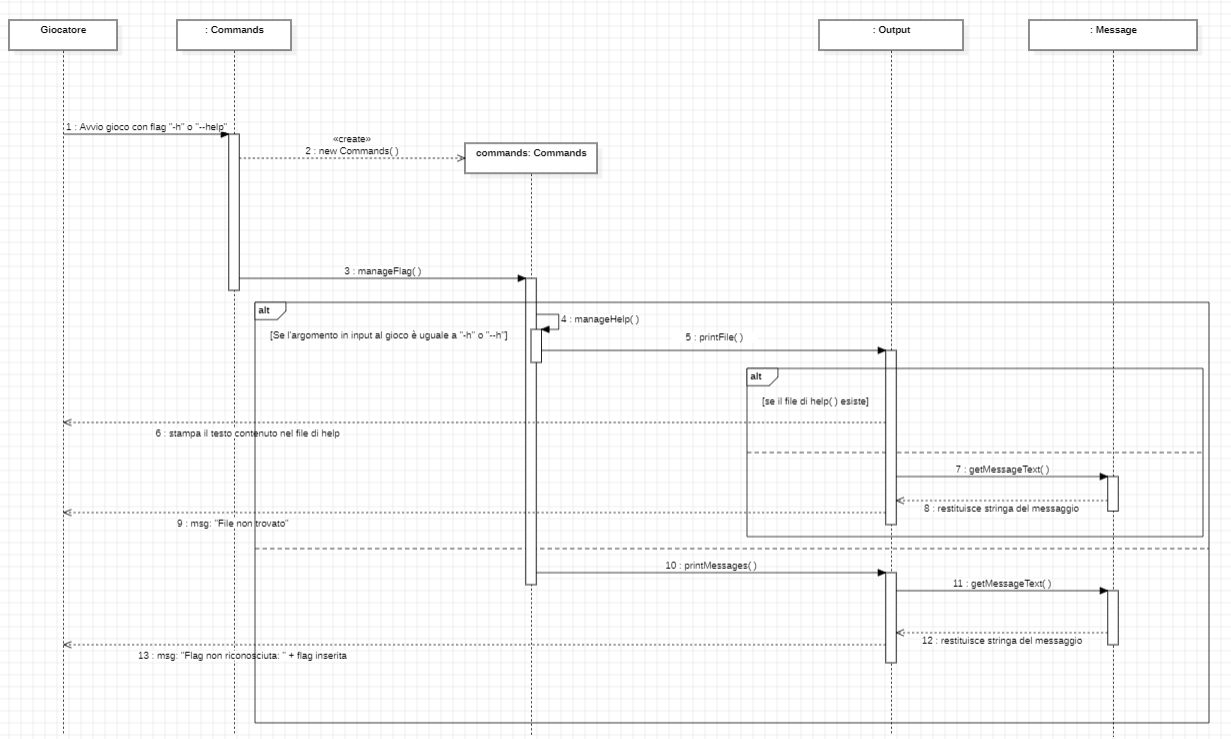 Giocatore
: Commands
: Output
: Message
1 : Avvio gioco con flag "-h" o "--help"
«create»
2 : new Commands( )
commands: Commands
3 : manageFlag( )
alt
4 : manageHelp( )
[Se l'argomento in input al gioco è uguale a "-h" o "--h"]
5 : printFile( )
alt
[se il file di help( ) esiste]
6 : stampa il testo contenuto nel file di help
7 : getMessageText( )
8 : restituisce stringa del messaggio
9 : msg: "File non trovato"
10 : printMessages( )
11 : getMessageText( )
12 : restituisce stringa del messaggio
13 : msg: "Flag non riconosciuta: " + flag inserita